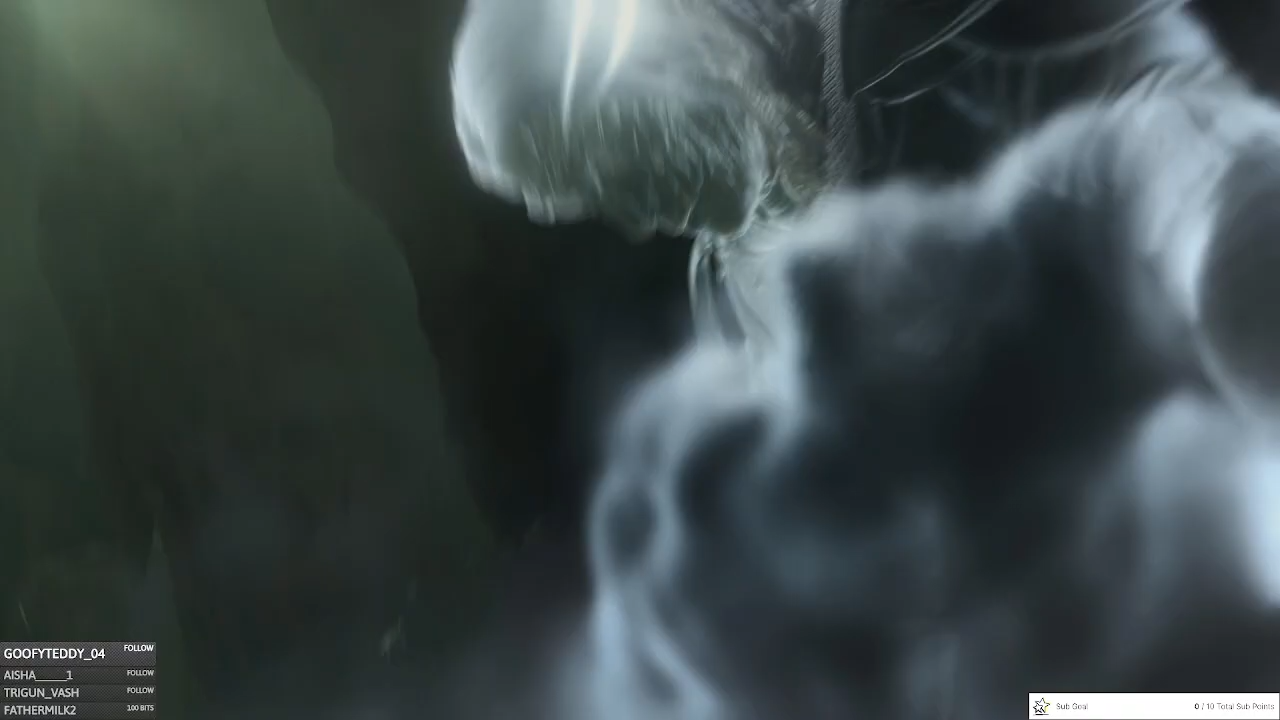 GOOFYTEDDY_04 FOLLOW
AISHA_____1 FOLLOW
TRIGUN_VASH FOLLOW
FATHERMILK2 100 BITS
Sub Goal 0 / 10 Total Sub Points